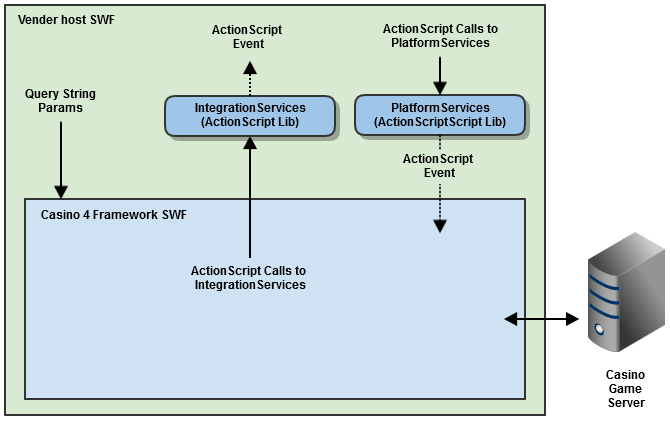 Vender host SWF
ActionScript
Event
ActionScript Calls to
PlatformServices
Query String
Params
IntegrationServices
(ActionScript Lib)
PlatformServices
(ActionScriptScript Lib)
ActionScript
Event
Casino 4 Framework SWF
ActionScript Calls to
IntegrationServices
Casino
Game
Server